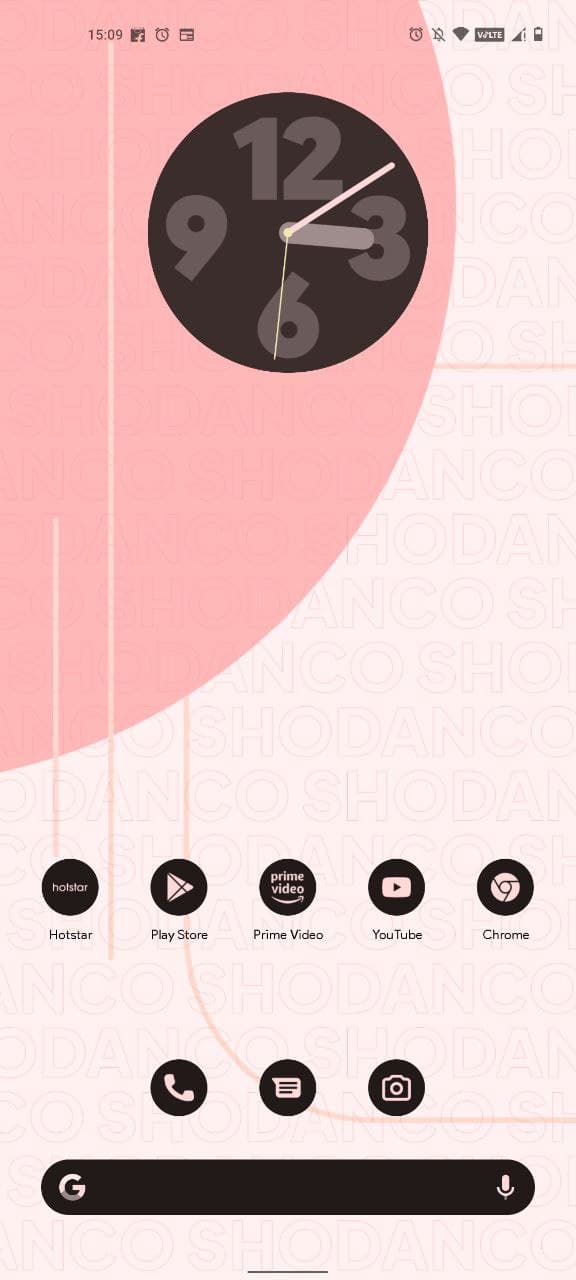 15:09
VoLTE
12
9 3
6
SHODANCO SHODANCO
hotstar
prime
video
Hotstar Play Store Prime Video YouTube Chrome
G